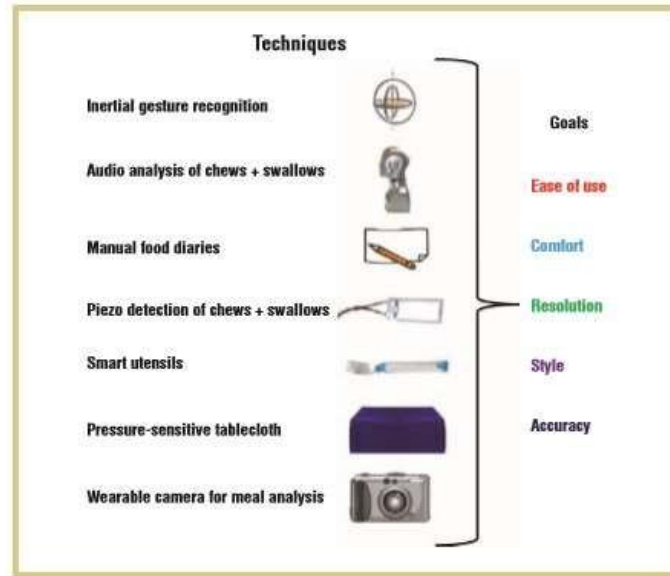 Techniques
Inertial gesture recognition
Audio analysis of chews + swallows
Manual food diaries
Piezo detection of chews + swallows
Smart utensils
Pressure-sensitive tablecloth
Wearable camera for meal analysis
Goals
Ease of use
Comfort
Resolution
Style
Accuracy